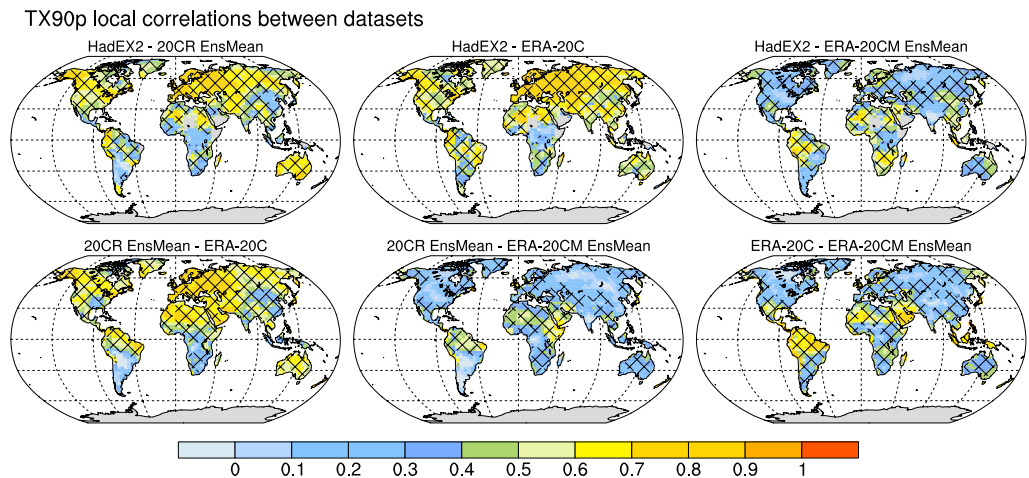 TX90p local correlations between datasets
HadEX2 - 20CR EnsMean
HadEX2 - ERA-20C
HadEX2 - ERA-20CM EnsMean
20CR EnsMean - ERA-20C
20CR EnsMean - ERA-20CM EnsMean
ERA-20C - ERA-20CM EnsMean
0 0.1 0.2 0.3 0.4 0.5 0.6 0.7 0.8 0.9 1